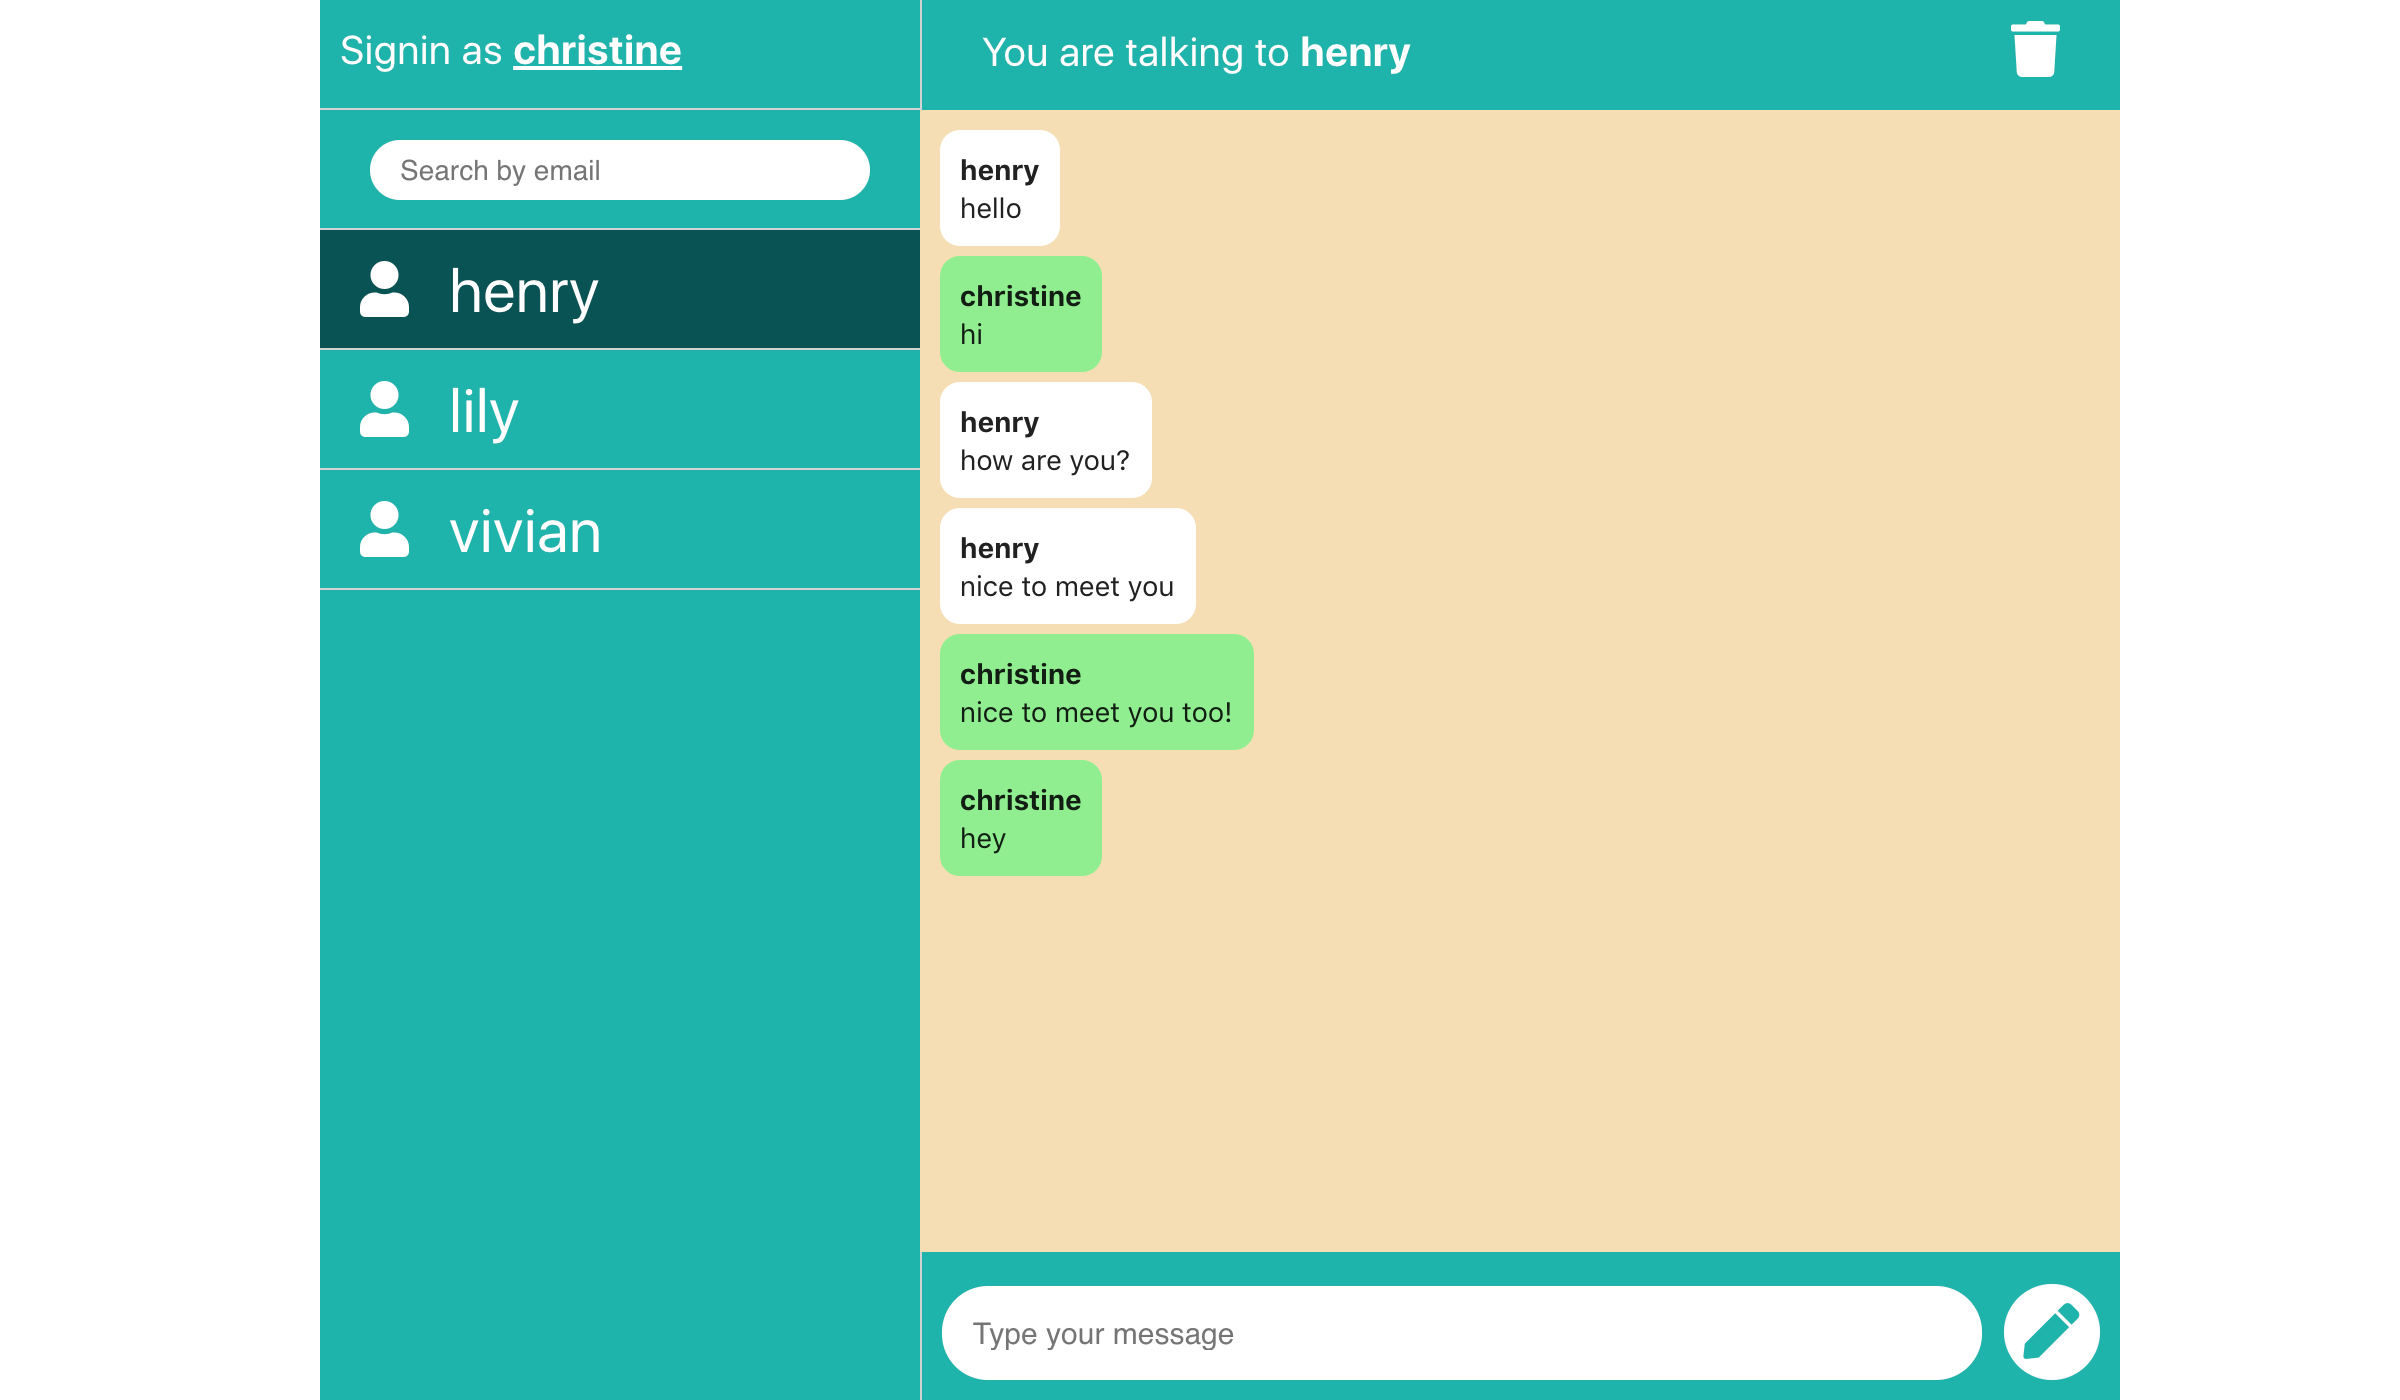 Signin as christine
Search by email
henry
lily
vivian
You are talking to henry
henry
hello
christine
hi
henry
how are you?
henry
nice to meet you
christine
nice to meet you too!
christine
hey
Type your message